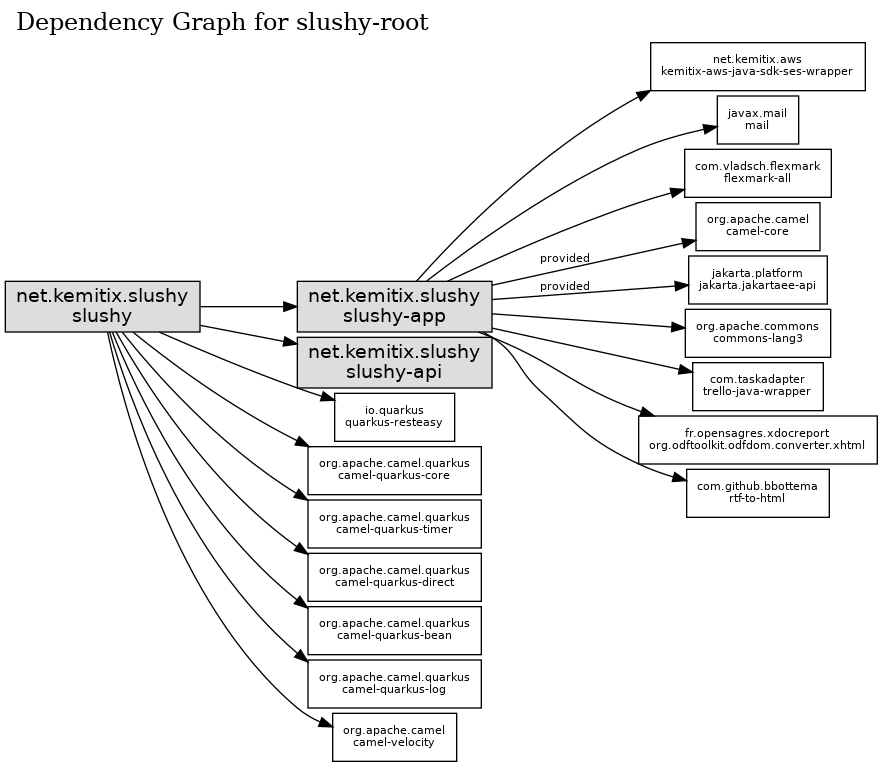 Dependency Graph for slushy-root
net.kemitix.aws
kemitix-aws-java-sdk-ses-wrapper
javax.mail
mail
com.vladsch.flexmark
flexmark-all
org.apache.camel
camel-core
provided
jakarta.platform
jakarta.jakartaee-api
provided
net.kemitix.slushy
slushy
net.kemitix.slushy
slushy-app
org.apache.commons
commons-lang3
net.kemitix.slushy
slushy-api
com.taskadapter
trello-java-wrapper
io.quarkus
quarkus-resteasy
fr.opensagres.xdocreport
org.odftoolkit.odfdom.converter.xhtml
org.apache.camel.quarkus
camel-quarkus-core
com.github.bbottema
rtf-to-html
org.apache.camel.quarkus
camel-quarkus-timer
org.apache.camel.quarkus
camel-quarkus-direct
org.apache.camel.quarkus
camel-quarkus-bean
org.apache.camel.quarkus
camel-quarkus-log
org.apache.camel
camel-velocity